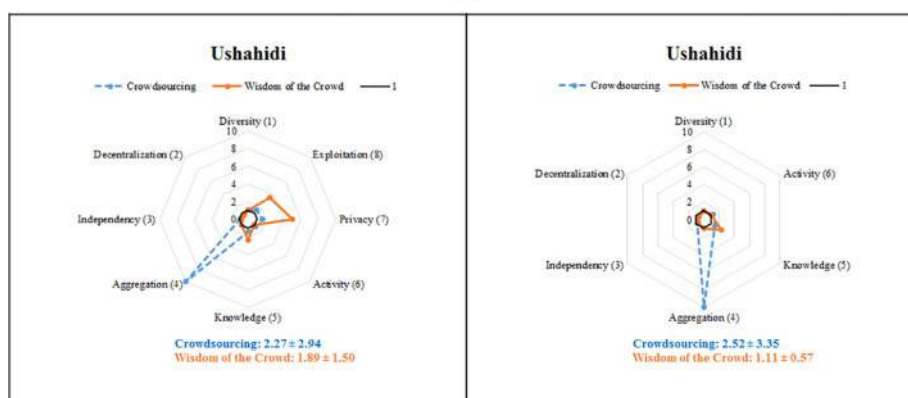 Ushahidi
Crowdsourcing Wisdom of the Crowd 1
Diversity (1)
10
8
6
4
2
0
Decentralization (2)
Exploitation (8)
Independency (3)
Privacy (7)
Aggregation (4)
Activity (6)
Knowledge (5)
Crowdsourcing: 2.27 ± 2.94
Wisdom of the Crowd: 1.89 ± 1.50
Ushahidi
Crowdsourcing Wisdom of the Crowd 1
Diversity (1)
10
8
6
4
2
0
Decentralization (2)
Activity (6)
Independency (3)
Knowledge (5)
Aggregation (4)
Crowdsourcing: 2.52 ± 3.35
Wisdom of the Crowd: 1.11 ± 0.57